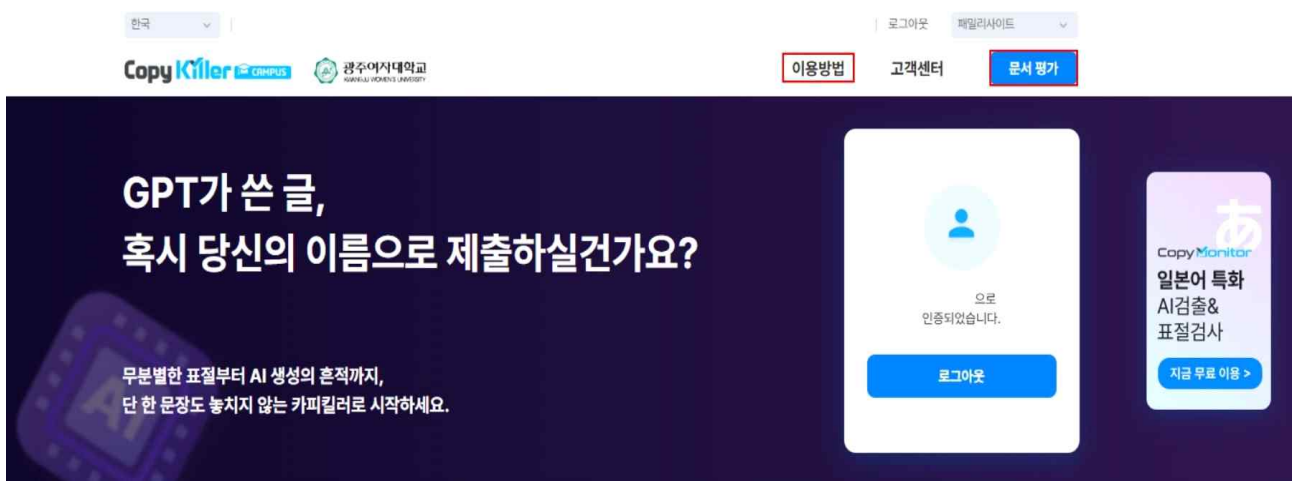 한국
로그아웃 패밀리사이트
Copy Killer CAMPUS 광주여자대학교
KWANGJU WOMEN'S UNIVERSITY
이용방법 고객센터 문서 평가
GPT가 쓴 글,
혹시 당신의 이름으로 제출하실건가요?
무분별한 표절부터 AI 생성의 흔적까지,
단 한 문장도 놓치지 않는 카피킬러로 시작하세요.
AI
으로
인증되었습니다.
로그아웃
あ
CopyMonitor
일본어 특화
AI검출&
표절검사
지금 무료 이용 >